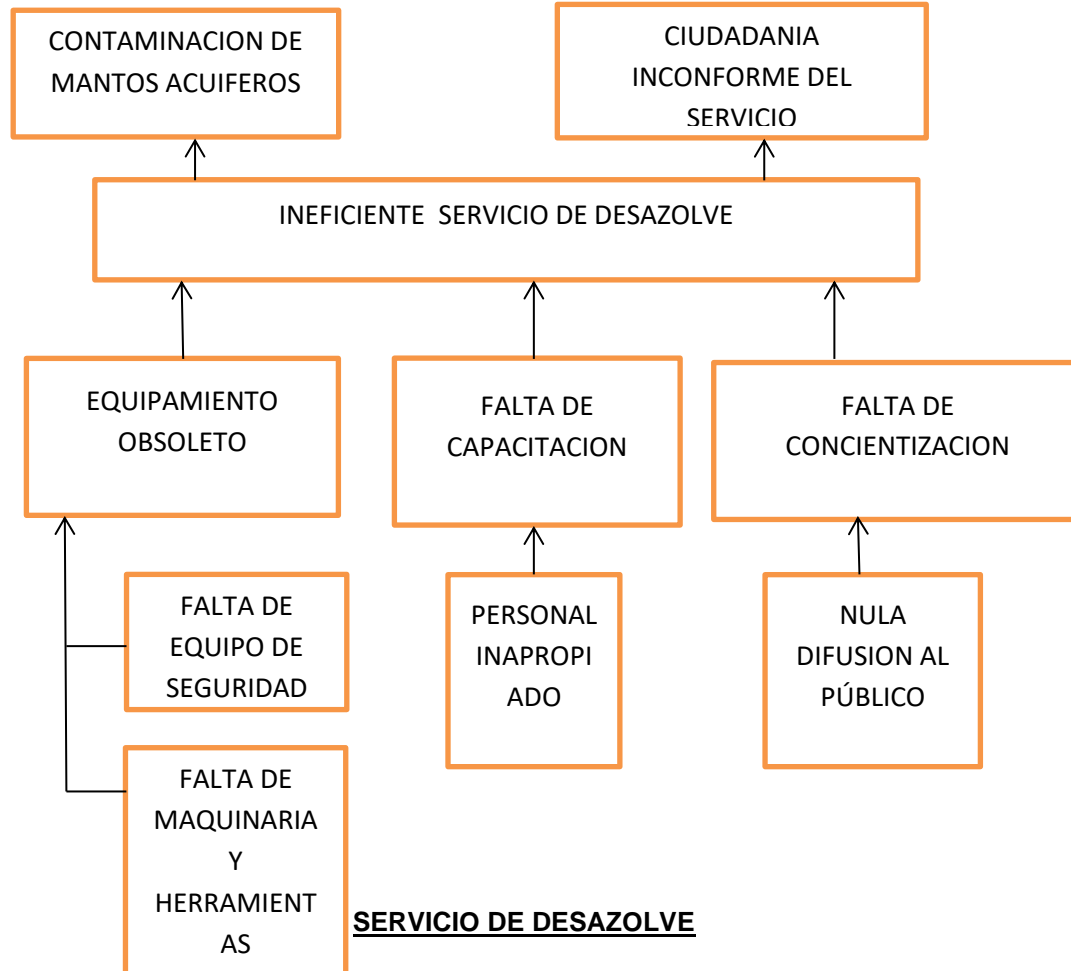 CONTAMINACION DE
MANTOS ACUIFEROS
CIUDADANIA
INCONFORME DEL
SERVICIO
INEFICIENTE SERVICIO DE DESAZOLVE
EQUIPAMIENTO
OBSOLETO
FALTA DE
CAPACITACION
FALTA DE
CONCIENTIZACION
FALTA DE
EQUIPO DE
SEGURIDAD
PERSONAL
INAPROPI
ADO
NULA
DIFUSION AL
PÚBLICO
FALTA DE
MAQUINARIA
Y
HERRAMIENT
AS
SERVICIO DE DESAZOLVE